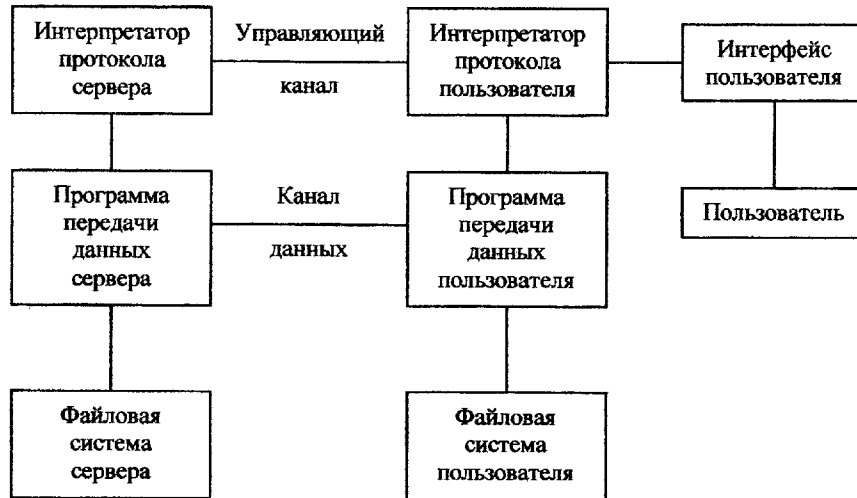 Интерпретатор
протокола
сервера
Управляющий
канал
Интерпретатор
протокола
пользователя
Интерфейс
пользователя
Программа
передачи
данных
сервера
Канал
данных
Программа
передачи
данных
пользователя
Пользователь
Файловая
система
сервера
Файловая
система
пользователя